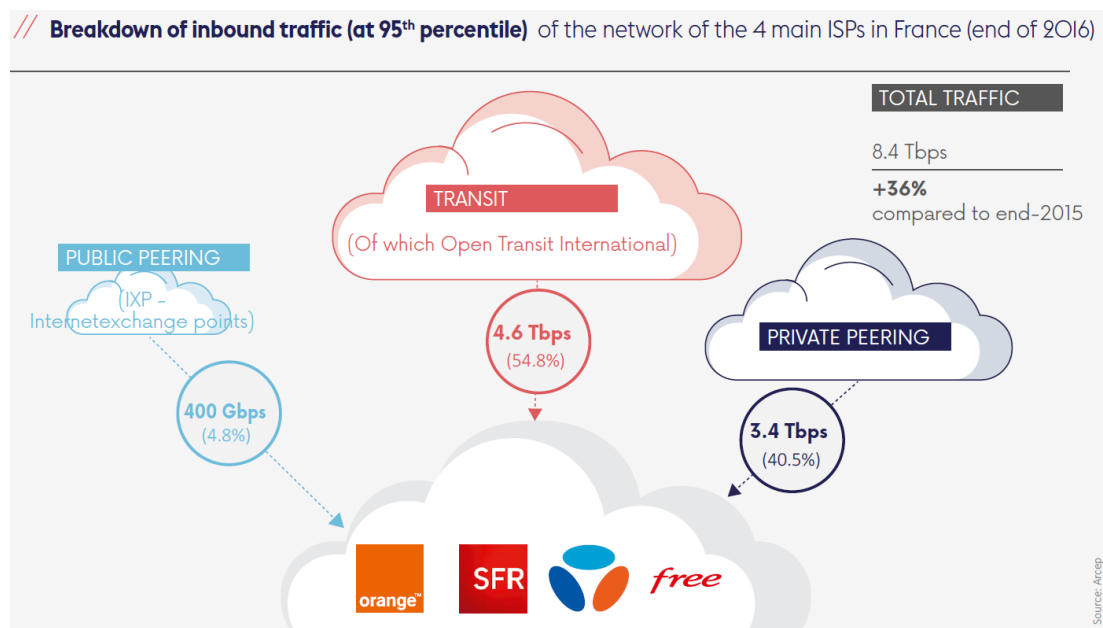 // Breakdown of inbound traffic (at 95th percentile) of the network of the 4 main ISPs in France (end of 2016)
TOTAL TRAFFIC
8.4 Tbps
+36%
compared to end-2015
TRANSIT
(Of which Open Transit International)
PUBLIC PEERING
(IXP -
Internetexchange points)
PRIVATE PEERING
4.6 Tbps
(54.8%)
400 Gbps
(4.8%)
3.4 Tbps
(40.5%)
orange™
SFR
free
Source: Arcep